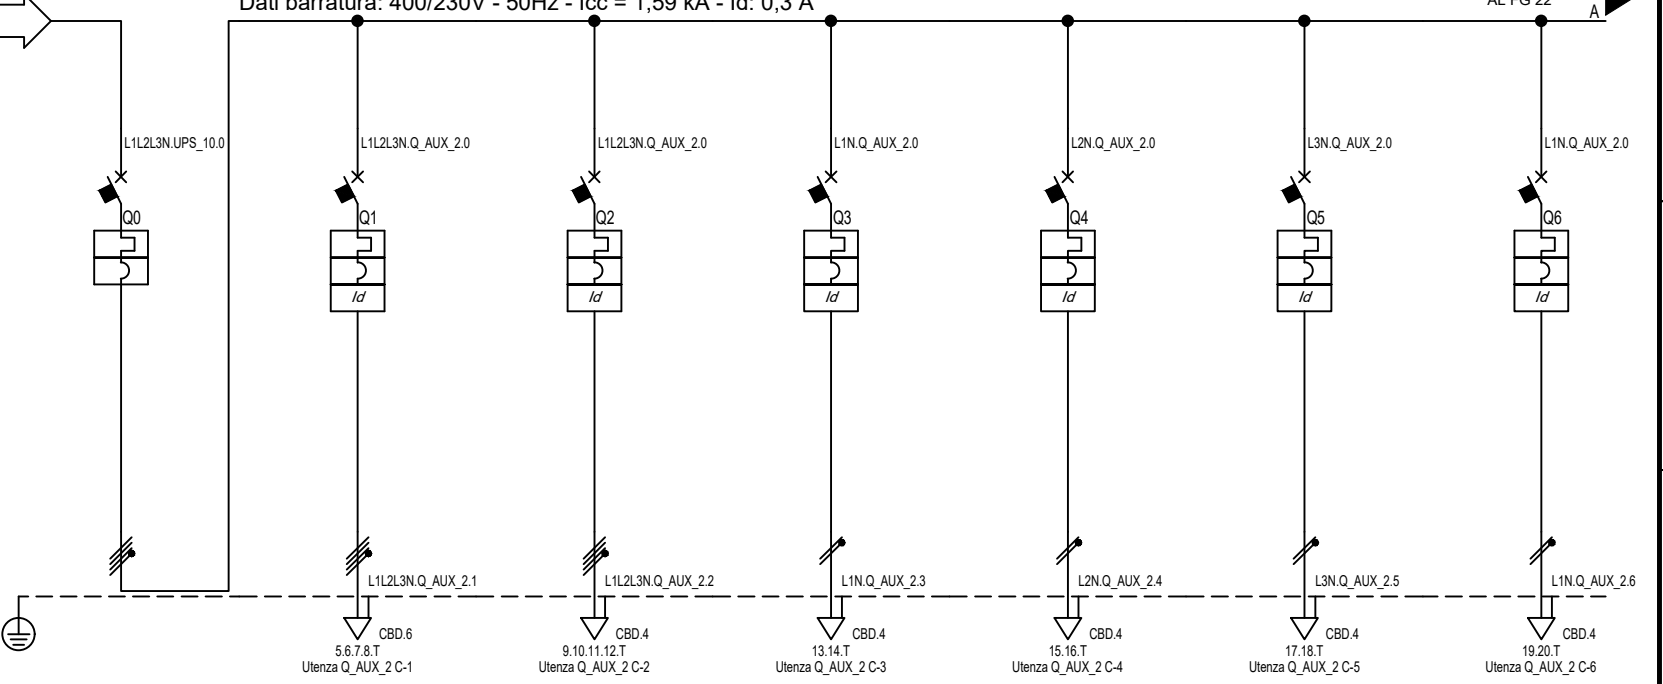 Dati barratura: 400/230V - 50Hz - Icc = 1,59 kA - Id: 0,3 A
AL FG 22
A
L1L2L3N.UPS_10.0
L1L2L3N.Q_AUX_2.0
L1L2L3N.Q_AUX_2.0
L1N.Q_AUX_2.0
L2N.Q_AUX_2.0
L3N.Q_AUX_2.0
L1N.Q_AUX_2.0
Q0
Q1
Q2
Q3
Q4
Q5
Q6
Id
Id
Id
Id
Id
Id
L1L2L3N.Q_AUX_2.1
L1L2L3N.Q_AUX_2.2
L1N.Q_AUX_2.3
L2N.Q_AUX_2.4
L3N.Q_AUX_2.5
L1N.Q_AUX_2.6
CBD.6
CBD.4
CBD.4
CBD.4
CBD.4
CBD.4
5.6.7.8.T
9.10.11.12.T
13.14.T
15.16.T
17.18.T
19.20.T
Utenza Q_AUX_2 C-1
Utenza Q_AUX_2 C-2
Utenza Q_AUX_2 C-3
Utenza Q_AUX_2 C-4
Utenza Q_AUX_2 C-5
Utenza Q_AUX_2 C-6